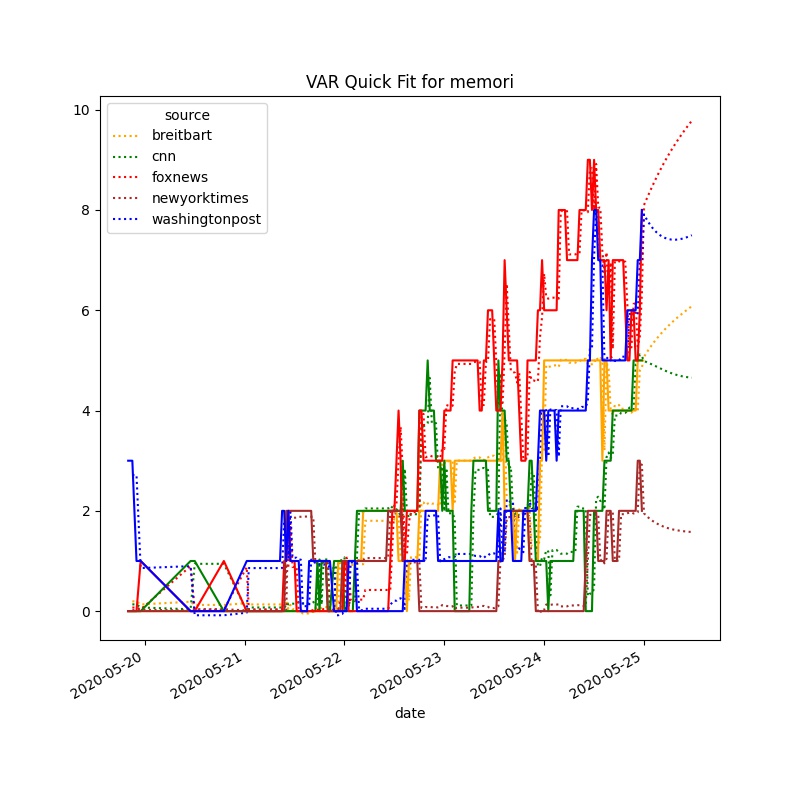 VAR Quick Fit for memori
source
breitbart
cnn
foxnews
newyorktimes
washingtonpost
10
8
6
4
2
0
2020-05-20
2020-05-21
2020-05-22
2020-05-23
2020-05-24
2020-05-25
date